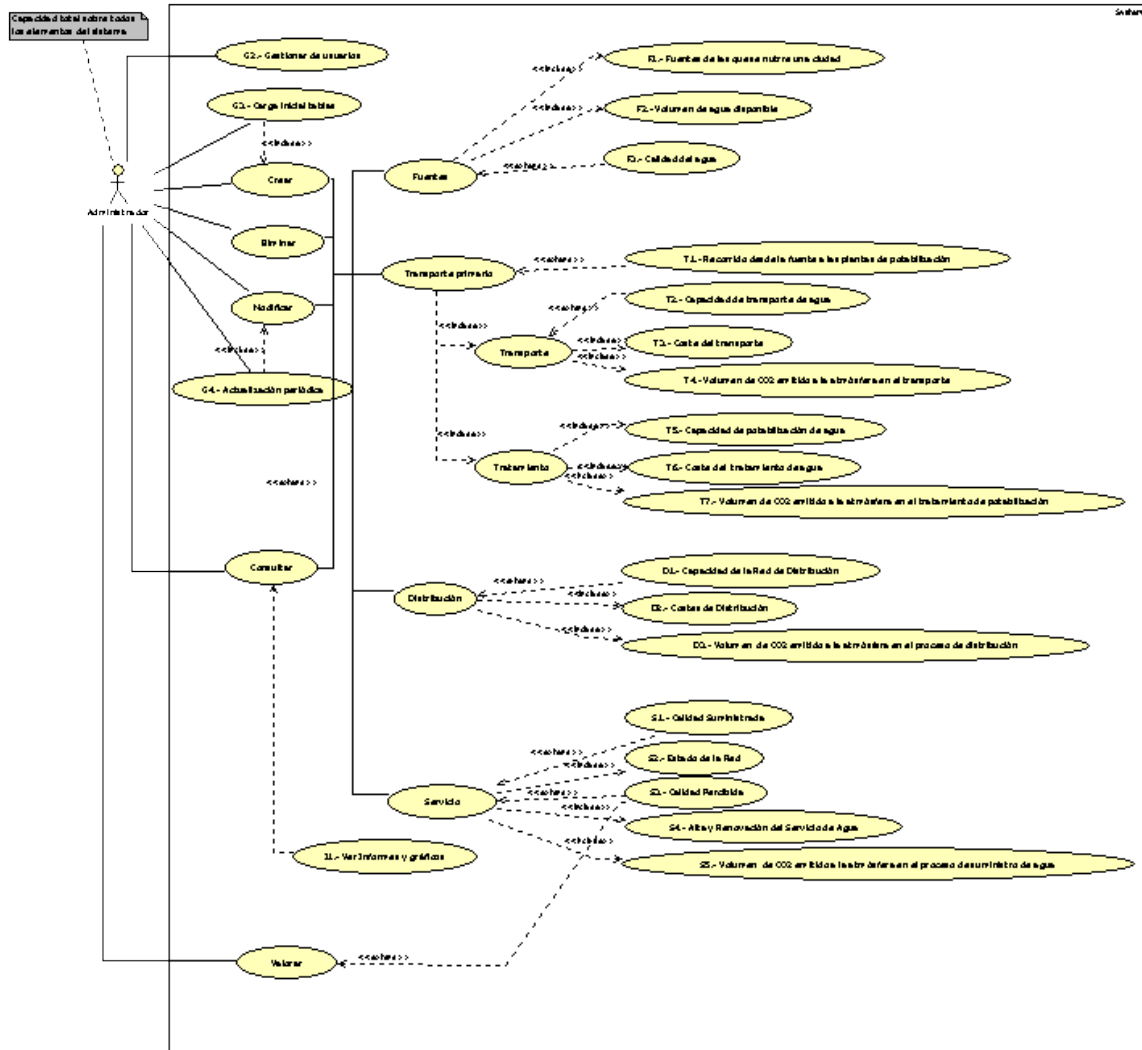 Capacidad total sobre todos
los elementos del sistema
System
G2.- Gestionar de usuarios
G3.- Carga inicial tablas
<<include>>
Crear
Administrador
Eliminar
Modificar
<<include>>
G4.- Actualización periódica
<<extend>>
Consultar
I1.- Ver Informes y gráficos
Valorar
<<extend>>
Fuentes
<<include>>
F1.- Fuentes de las que se nutre una ciudad
<<include>>
F2.- Volumen de agua disponible
<<extend>>
F3.- Calidad del agua
Transporte primario
<<extend>>
T1.- Recorrido desde la fuente a las plantas de potabilización
<<include>>
Transporte
<<extend>>
T2.- Capacidad de transporte de agua
<<include>>
T3.- Coste del transporte
<<include>>
T4.- Volumen de CO2 emitido a la atmósfera en el transporte
<<include>>
Tratamiento
<<include>>
T5.- Capacidad de potabilización de agua
<<include>>
T6.- Coste del tratamiento de agua
<<include>>
T7.- Volumen de CO2 emitido a la atmósfera en el tratamiento de potabilización
Distribución
<<extend>>
D1.- Capacidad de la Red de Distribución
<<include>>
D2.- Costes de Distribución
<<include>>
D3.- Volumen de CO2 emitido a la atmósfera en el proceso de distribución
Servicio
<<extend>>
S1.- Calidad Suministrada
<<include>>
S2.- Estado de la Red
<<extend>>
S3.- Calidad Percibida
<<include>>
S4.- Alta y Renovación del Servicio de Agua
<<include>>
S5.- Volumen de CO2 emitido a la atmósfera en el proceso de suministro de agua